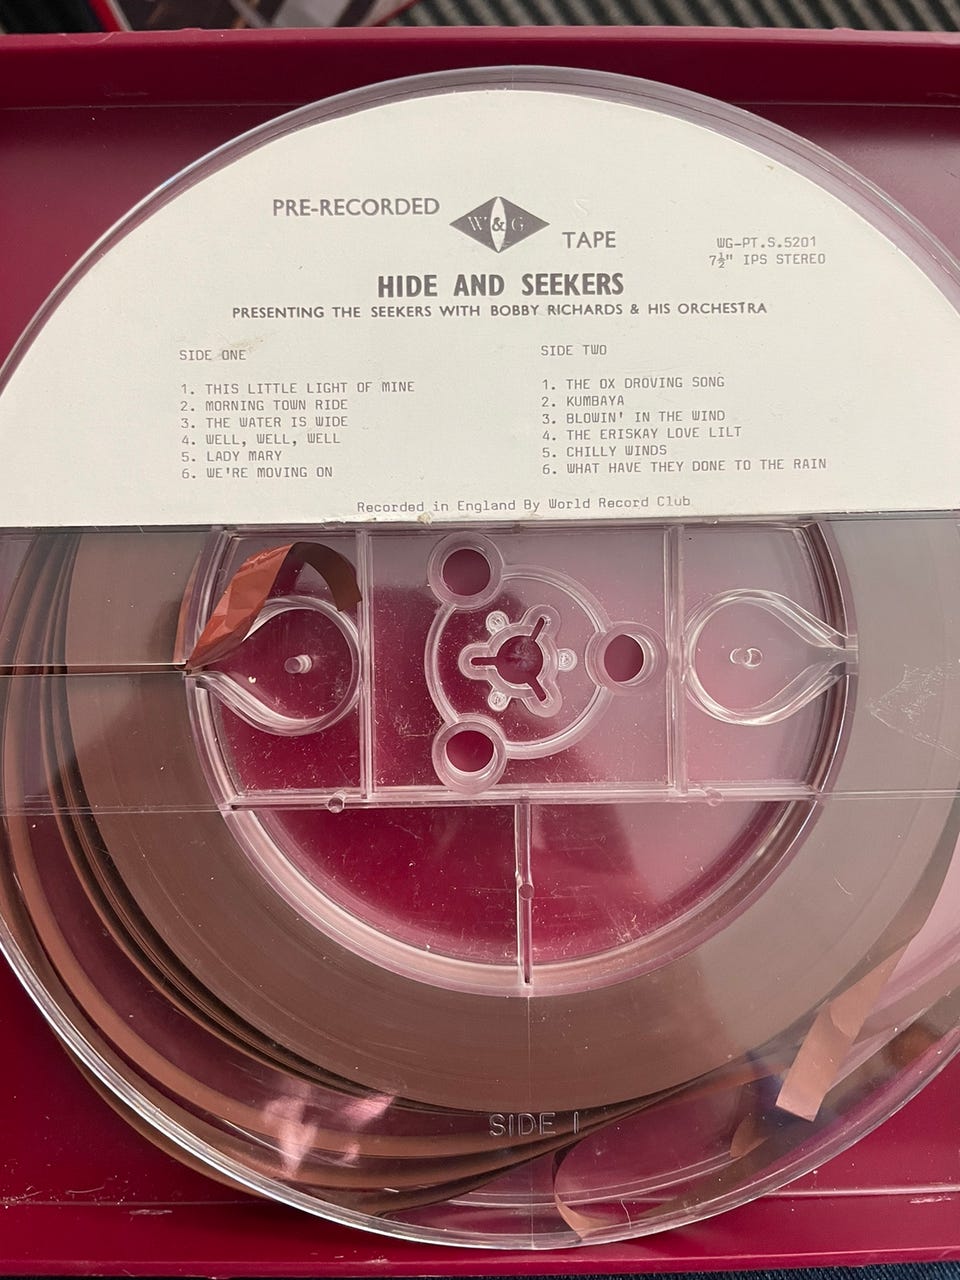 PRE-RECORDED W&G TAPE
WG-PT.S.5201
7½" IPS STEREO
HIDE AND SEEKERS
PRESENTING THE SEEKERS WITH BOBBY RICHARDS & HIS ORCHESTRA
SIDE ONE
1. THIS LITTLE LIGHT OF MINE
2. MORNING TOWN RIDE
3. THE WATER IS WIDE
4. WELL, WELL, WELL
5. LADY MARY
6. WE'RE MOVING ON
SIDE TWO
1. THE OX DROVING SONG
2. KUMBAYA
3. BLOWIN' IN THE WIND
4. THE ERISKAY LOVE LILT
5. CHILLY WINDS
6. WHAT HAVE THEY DONE TO THE RAIN
Recorded in England By World Record Club
SIDE 1